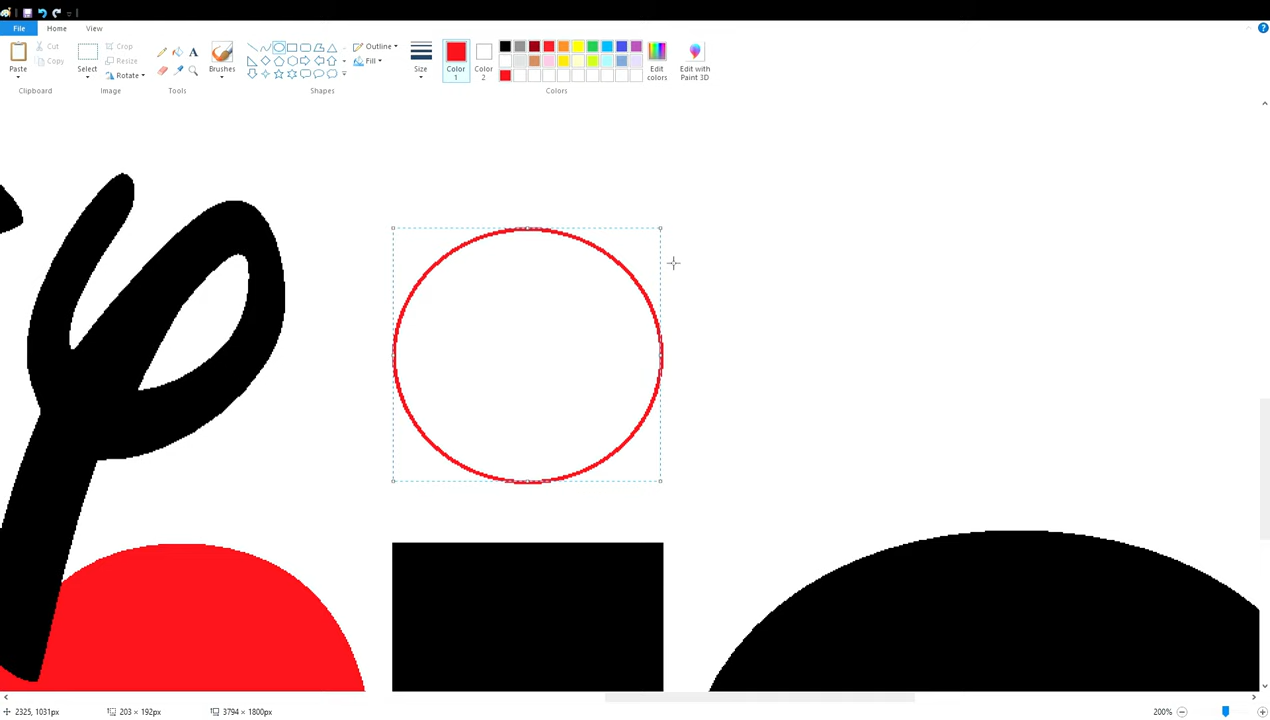 File Home View
Paste Cut Copy Clipboard
Select Crop Resize Rotate Image
A Tools
Brushes
Outline Fill Shapes
Size
Color 1 Color 2 Edit colors Edit with Paint 3D Colors
2325, 1031px 203 × 192px 3794 × 1800px 200%